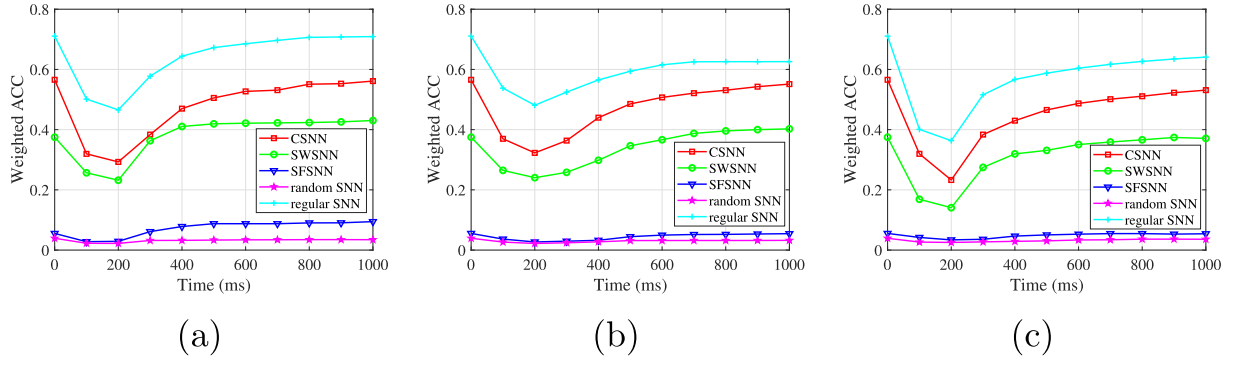 0.8
0.6
0.4
0.2
0
0 200 400 600 800 1000
Weighted ACC
Time (ms)
CSNN
SWSNN
SFSNN
random SNN
regular SNN
(a)
0.8
0.6
0.4
0.2
0
0 200 400 600 800 1000
Weighted ACC
Time (ms)
CSNN
SWSNN
SFSNN
random SNN
regular SNN
(b)
0.8
0.6
0.4
0.2
0
0 200 400 600 800 1000
Weighted ACC
Time (ms)
CSNN
SWSNN
SFSNN
random SNN
regular SNN
(c)